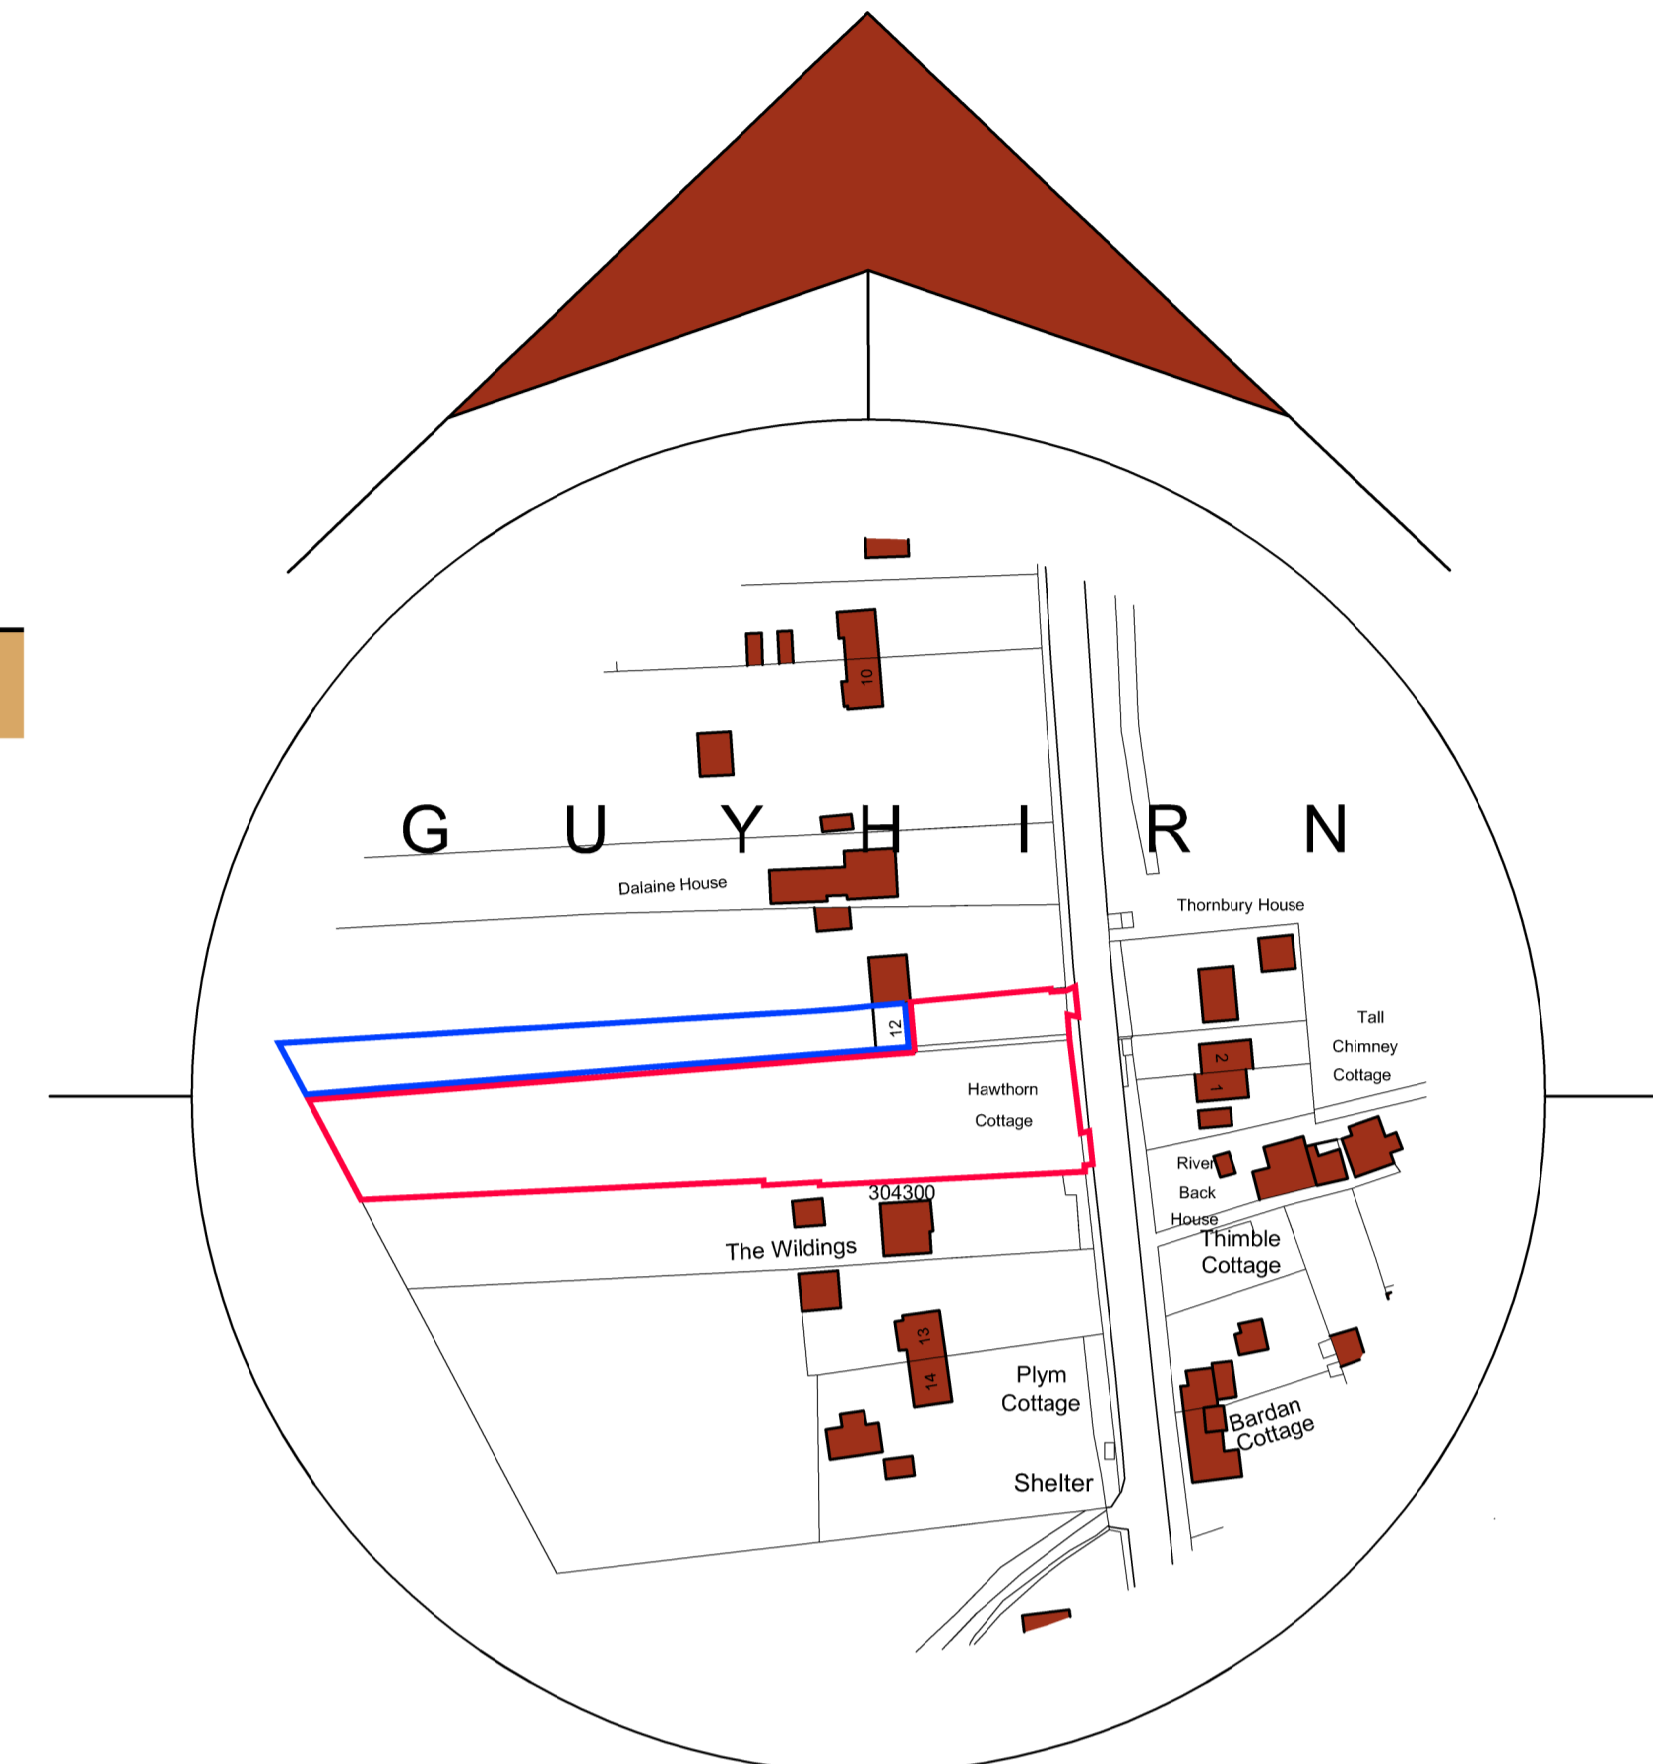 10
G U Y H I R N
Dalaine House
Thornbury House
12
Tall
Chimney
Cottage
2
1
Hawthorn
Cottage
River
Back
House
304300
The Wildings
Thimble
Cottage
13
14
Plym
Cottage
Bardan
Cottage
Shelter